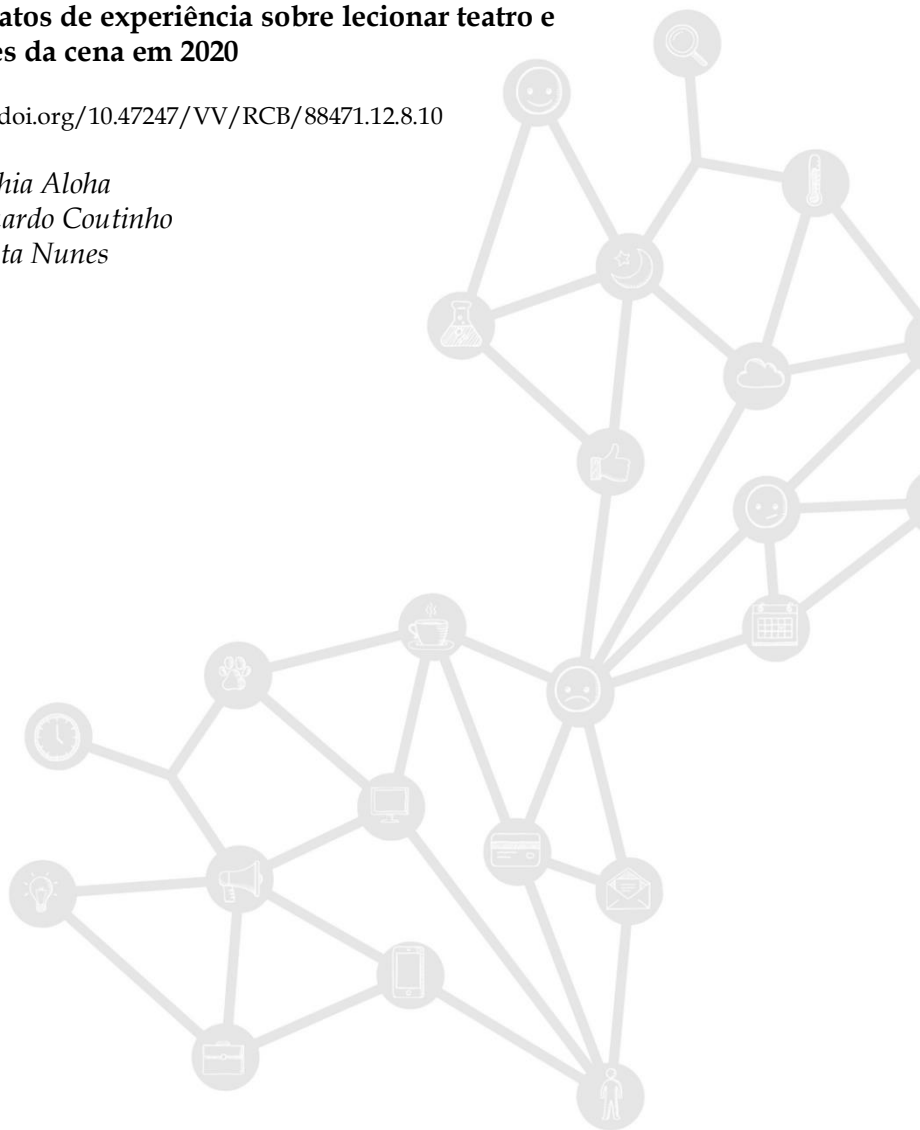 atos de experiência sobre lecionar teatro e
es da cena em 2020
doi.org/10.47247/VV/RCB/88471.12.8.10
hia Aloha
ardo Coutinho
ta Nunes